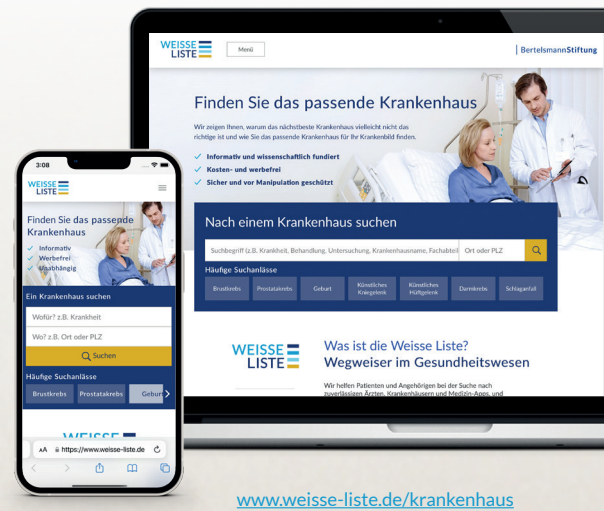 WEISSE
LISTE
Menü
BertelsmannStiftung
Finden Sie das passende Krankenhaus
Wir zeigen Ihnen, warum das nächstbeste Krankenhaus vielleicht nicht das
richtige ist und wie Sie das passende Krankenhaus für Ihr Krankenbild finden.
✓ Informativ und wissenschaftlich fundiert
✓ Kosten- und werbefrei
✓ Sicher und vor Manipulation geschützt
Nach einem Krankenhaus suchen
Suchbegriff (z.B. Krankheit, Behandlung, Untersuchung, Krankenhausname, Fachabteil
Ort oder PLZ
Häufige Suchanlässe
Brustkrebs
Prostatakrebs
Geburt
Künstliches
Kniegelenk
Künstliches
Hüftgelenk
Darmkrebs
Schlaganfall
WEISSE
LISTE
Was ist die Weisse Liste?
Wegweiser im Gesundheitswesen
Wir helfen Patienten und Angehörigen bei der Suche nach
zuverlässigen Ärzten, Krankenhäusern und Medizin-Apps, und
3:08
WEISSE
LISTE
Finden Sie das passende
Krankenhaus
✓ Informativ
✓ Werbefrei
✓ Unabhängig
Ein Krankenhaus suchen
Wofür? z.B. Krankheit
Wo? z.B. Ort oder PLZ
Suchen
Häufige Suchanlässe
Brustkrebs
Prostatakrebs
Geburt
WEISSE
AA https://www.weisse-liste.de
www.weisse-liste.de/krankenhaus